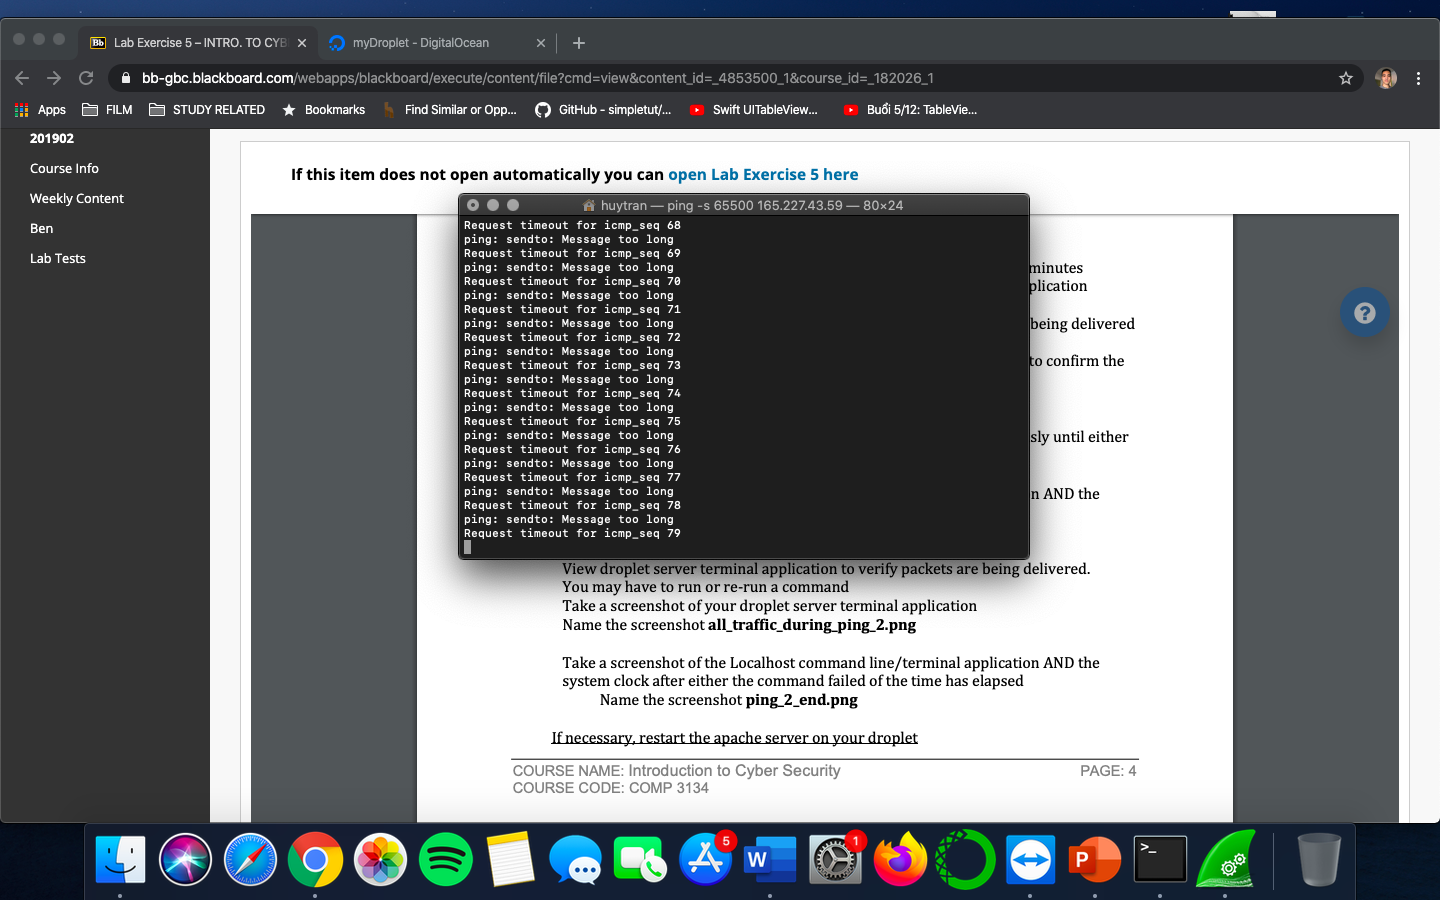 Lab Exercise 5 – INTRO. TO CYB
myDroplet - DigitalOcean
bb-gbc.blackboard.com/webapps/blackboard/execute/content/file?cmd=view&content_id=_4853500_1&course_id=_182026_1
Apps
FILM
STUDY RELATED
Bookmarks
Find Similar or Opp...
GitHub - simpletut/...
Swift UITableView...
Buổi 5/12: TableVie...
201902
Course Info
Weekly Content
Ben
Lab Tests
If this item does not open automatically you can open Lab Exercise 5 here
huytran — ping -s 65500 165.227.43.59 — 80×24
Request timeout for icmp_seq 68
ping: sendto: Message too long
Request timeout for icmp_seq 69
ping: sendto: Message too long
Request timeout for icmp_seq 70
ping: sendto: Message too long
Request timeout for icmp_seq 71
ping: sendto: Message too long
Request timeout for icmp_seq 72
ping: sendto: Message too long
Request timeout for icmp_seq 73
ping: sendto: Message too long
Request timeout for icmp_seq 74
ping: sendto: Message too long
Request timeout for icmp_seq 75
ping: sendto: Message too long
Request timeout for icmp_seq 76
ping: sendto: Message too long
Request timeout for icmp_seq 77
ping: sendto: Message too long
Request timeout for icmp_seq 78
ping: sendto: Message too long
Request timeout for icmp_seq 79
minutes
plication
being delivered
to confirm the
sly until either
n AND the
View droplet server terminal application to verify packets are being delivered.
You may have to run or re-run a command
Take a screenshot of your droplet server terminal application
Name the screenshot all_traffic_during_ping_2.png
Take a screenshot of the Localhost command line/terminal application AND the
system clock after either the command failed of the time has elapsed
Name the screenshot ping_2_end.png
If necessary, restart the apache server on your droplet
COURSE NAME: Introduction to Cyber Security PAGE: 4
COURSE CODE: COMP 3134
5
W
1
P
>_